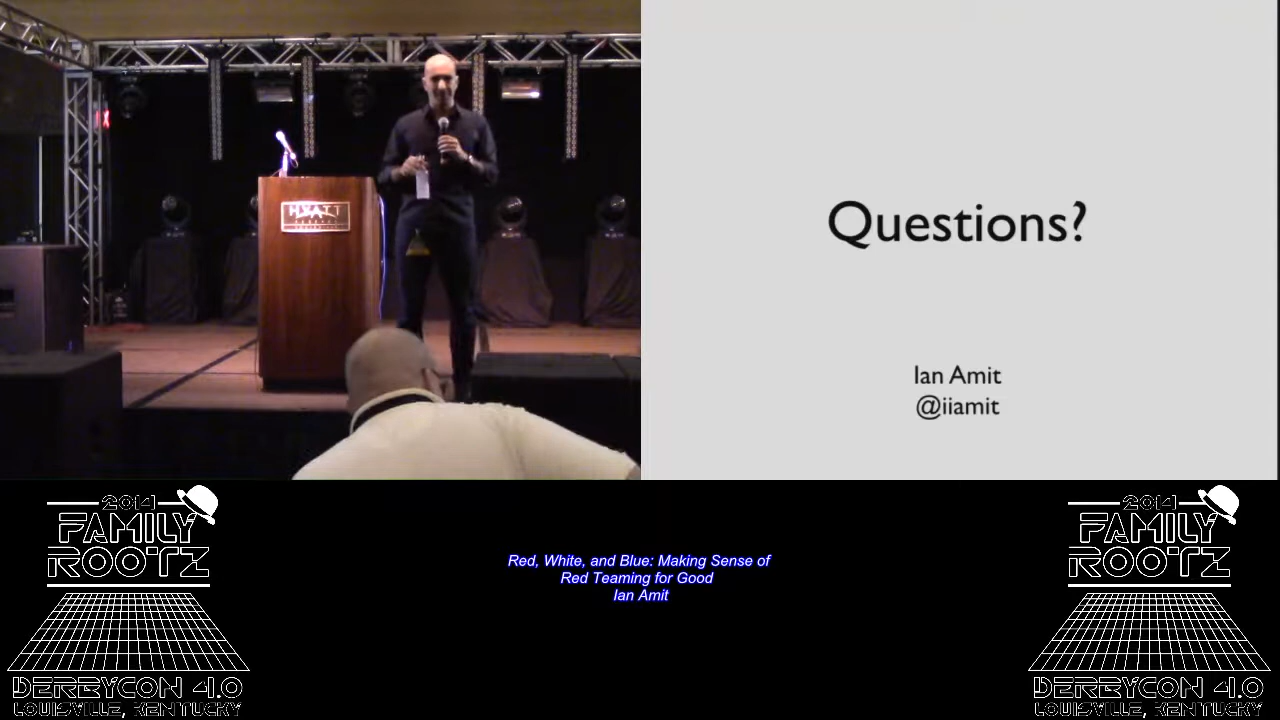 HYATT
Questions?
Ian Amit
@iiamit
2014
FAMILY
ROOTZ
DERBYCON 4.0
LOUISVILLE, KENTUCKY
Red, White, and Blue: Making Sense of
Red Teaming for Good
Ian Amit
2014
FAMILY
ROOTZ
DERBYCON 4.0
LOUISVILLE, KENTUCKY